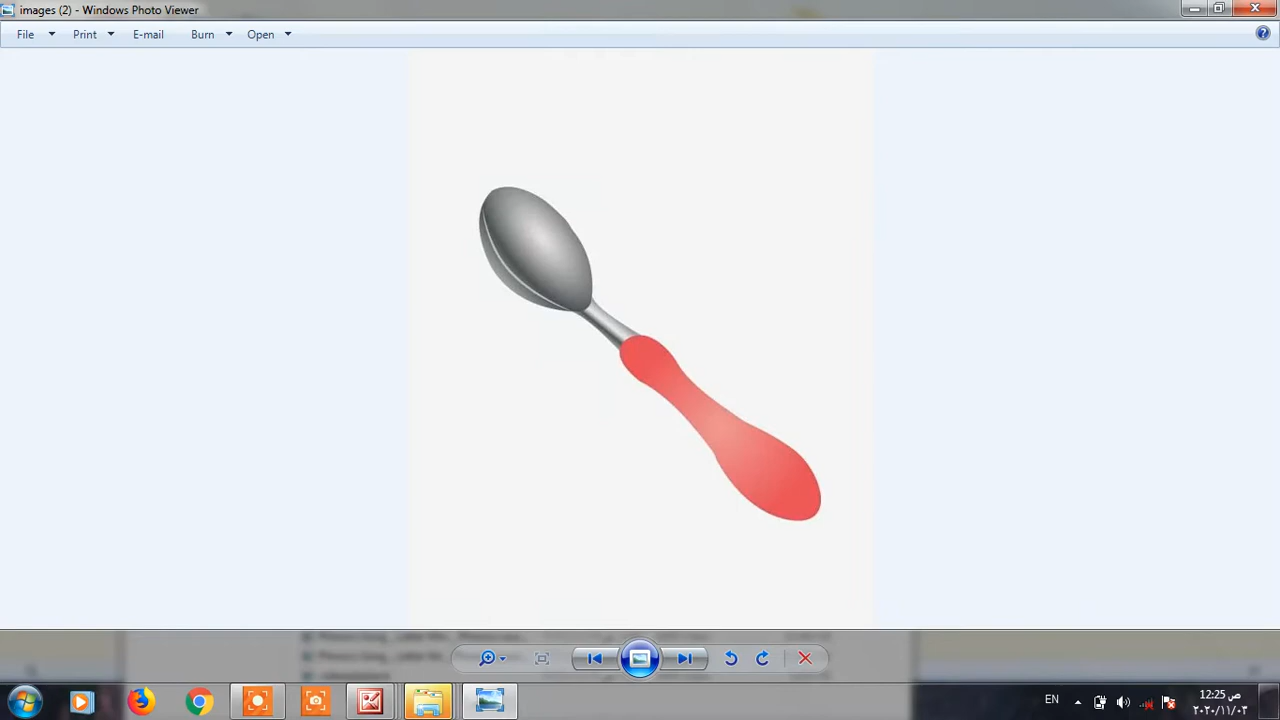 images (2) - Windows Photo Viewer
File Print E-mail Burn Open
EN
12:25 ص
٢٠٢٠/١١/٠٣